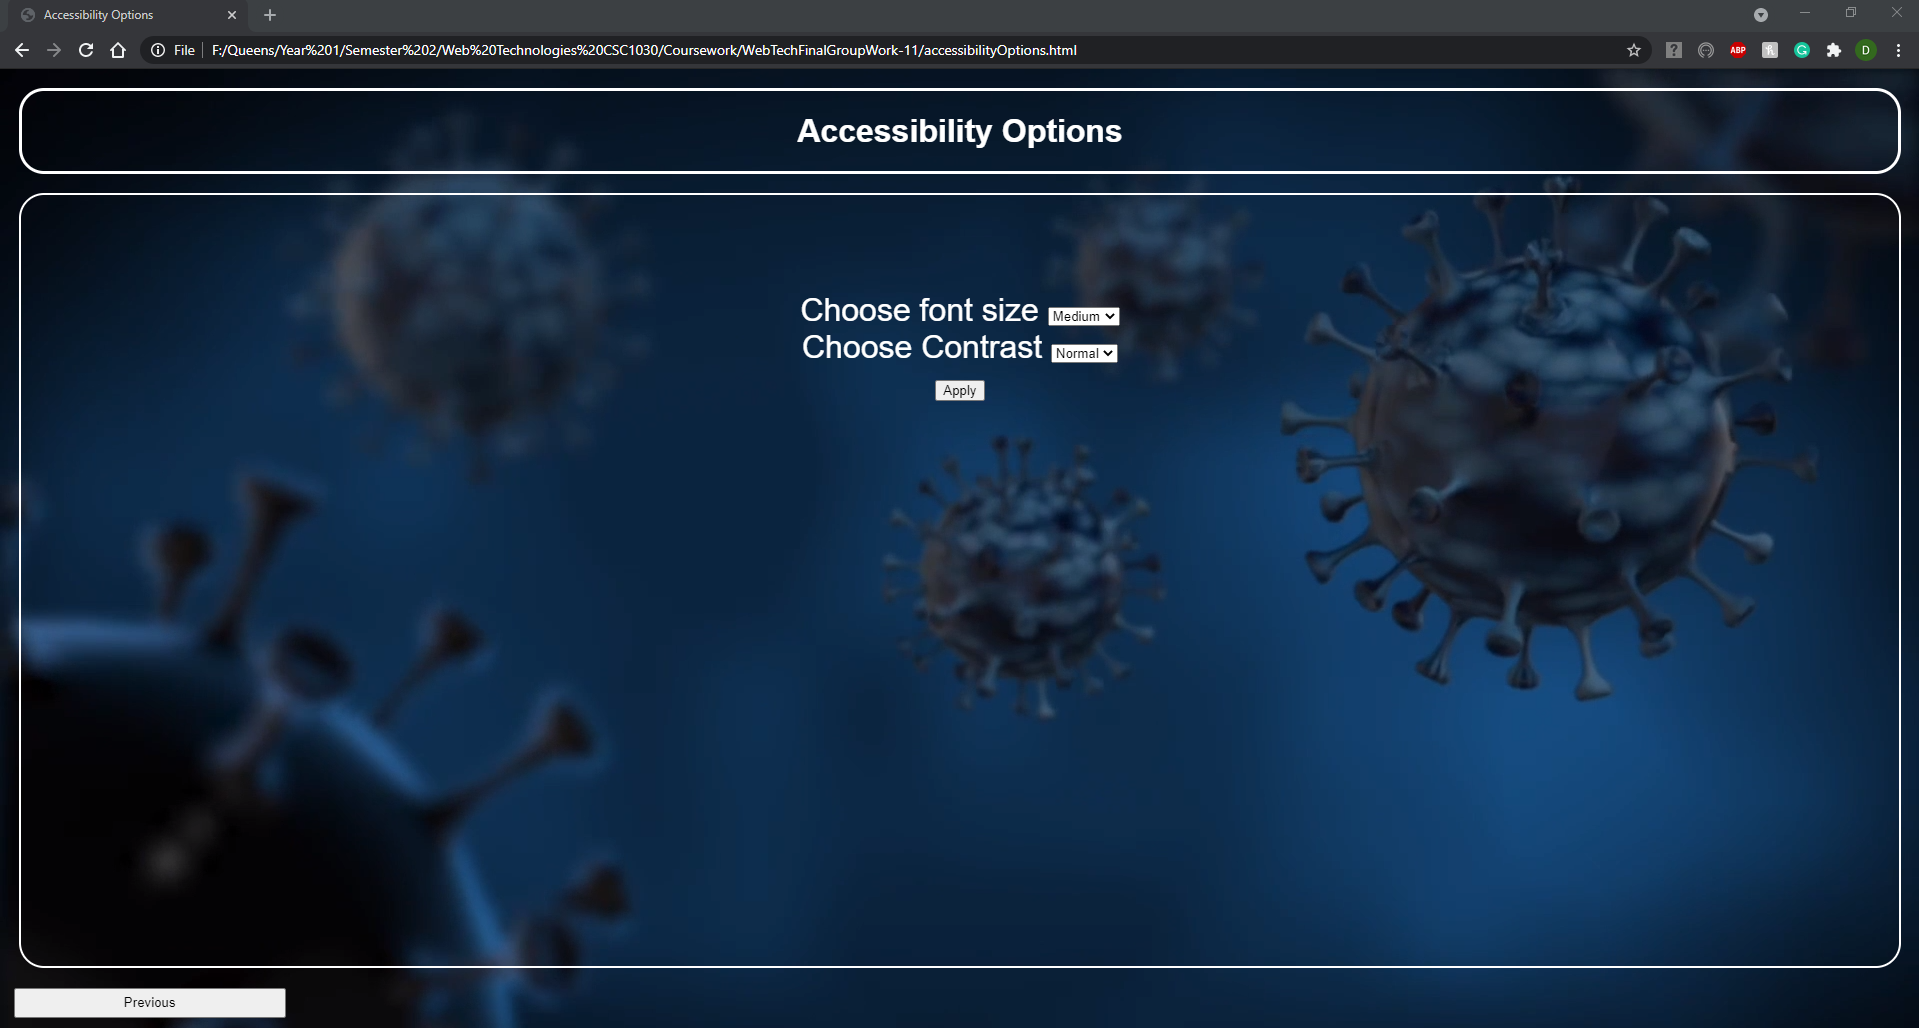 Accessibility Options
File
F:/Queens/Year%201/Semester%202/Web%20Technologies%20CSC1030/Coursework/WebTechFinalGroupWork-11/accessibilityOptions.html
?
ABP
G
D
Accessibility Options
Choose font size Medium
Choose Contrast Normal
Apply
Previous